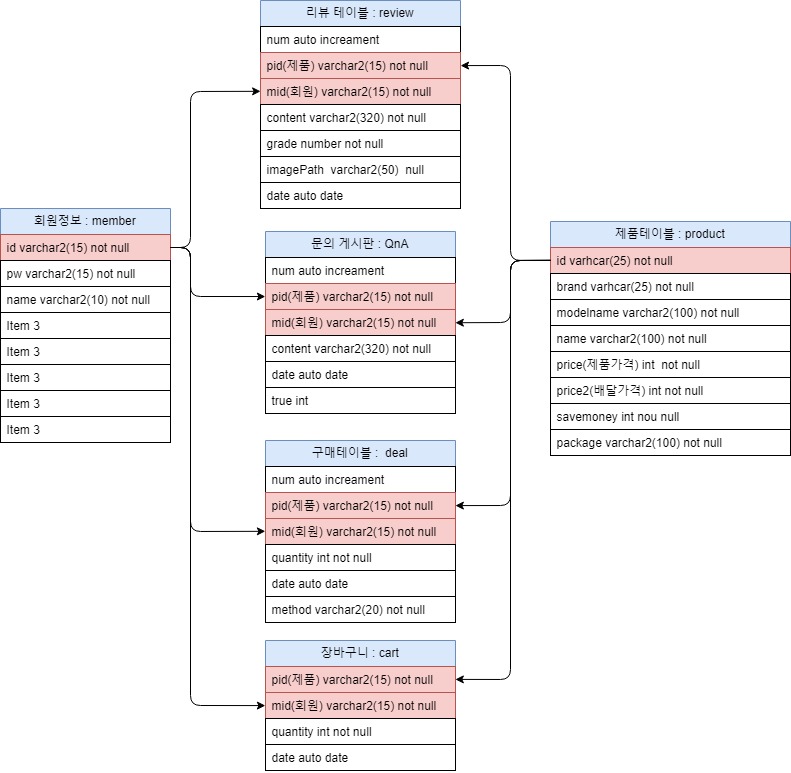 리뷰 테이블 : review
num auto increament
pid(제품) varchar2(15) not null
mid(회원) varchar2(15) not null
content varchar2(320) not null
grade number not null
imagePath  varchar2(50)  null
date auto date
회원정보 : member
id varchar2(15) not null
pw varchar2(15) not null
name varchar2(10) not null
Item 3
Item 3
Item 3
Item 3
Item 3
문의 게시판 : QnA
num auto increament
pid(제품) varchar2(15) not null
mid(회원) varchar2(15) not null
content varchar2(320) not null
date auto date
true int
제품테이블 : product
id varhcar(25) not null
brand varhcar(25) not null
modelname varchar2(100) not null
name varchar2(100) not null
price(제품가격) int  not null
price2(배달가격) int not null
savemoney int nou null
package varchar2(100) not null
구매테이블 :  deal
num auto increament
pid(제품) varchar2(15) not null
mid(회원) varchar2(15) not null
quantity int not null
date auto date
method varchar2(20) not null
장바구니 : cart
pid(제품) varchar2(15) not null
mid(회원) varchar2(15) not null
quantity int not null
date auto date